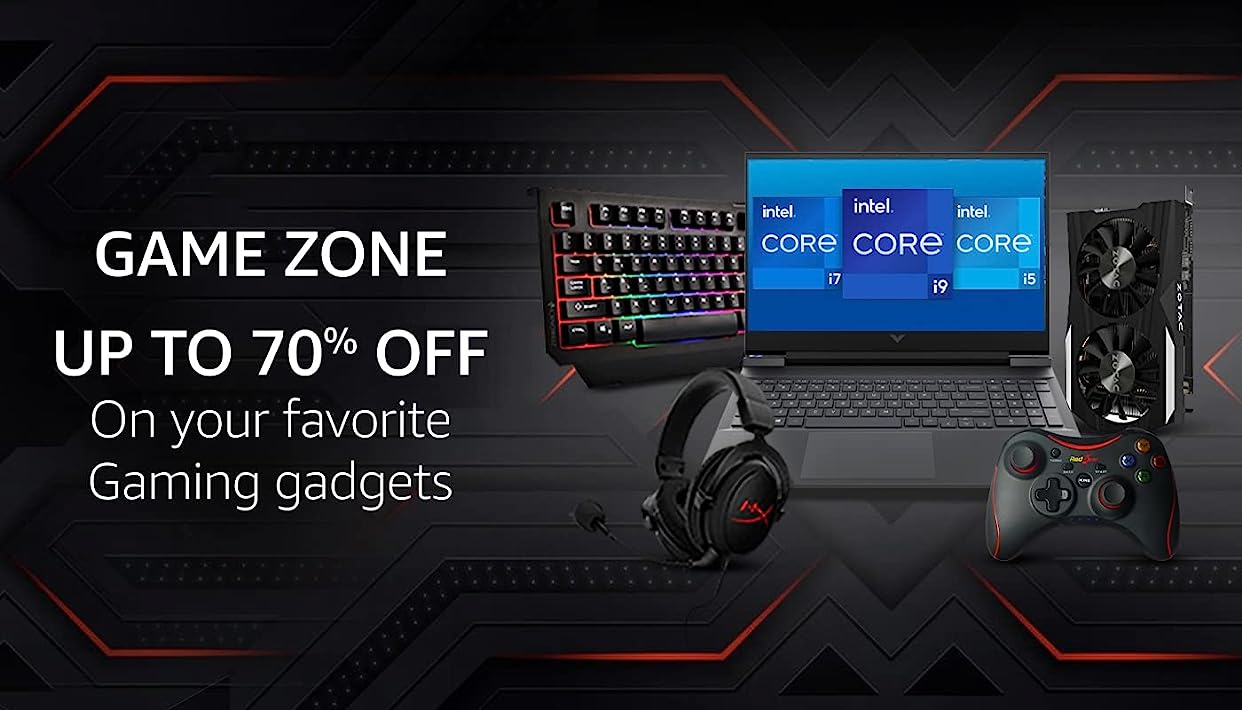 GAME ZONE
UP TO 70% OFF
On your favorite
Gaming gadgets
intel.
CORE
i7
intel.
CORE
i9
intel.
CORE
i5
ZOTAC
ZOTAC